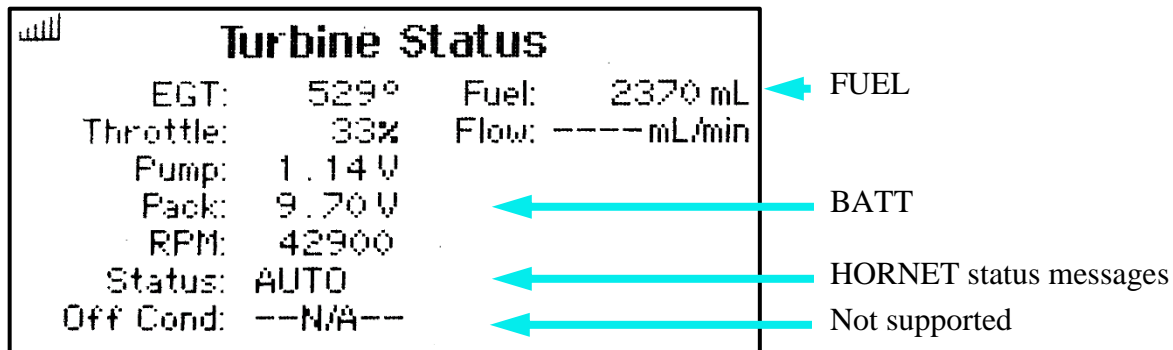 Turbine Status
EGT: 529° Fuel: 2370 mL FUEL
Throttle: 33% Flow: ----mL/min
Pump: 1.14 V
Pack: 9.70 V BATT
RPM: 42900
Status: AUTO HORNET status messages
Off Cond: --N/A-- Not supported